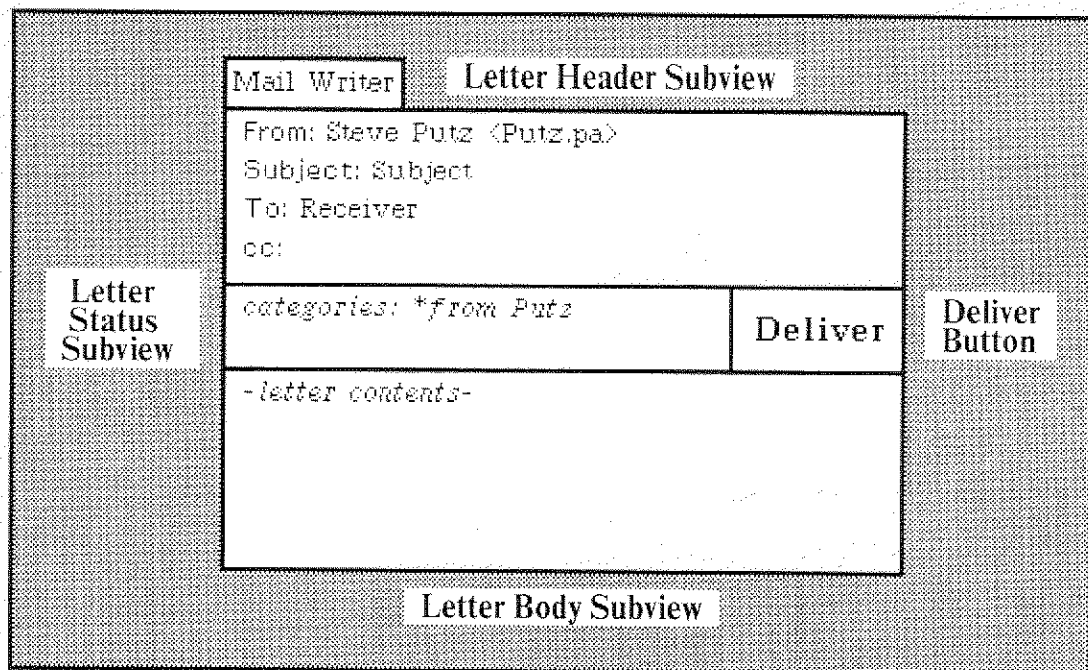 Mail Writer
Letter Header Subview
From: Steve Putz <Putz.pa>
Subject: Subject
To: Receiver
cc:
Letter
Status
Subview
categories: *from Putz
Deliver
Deliver
Button
-letter contents-
Letter Body Subview